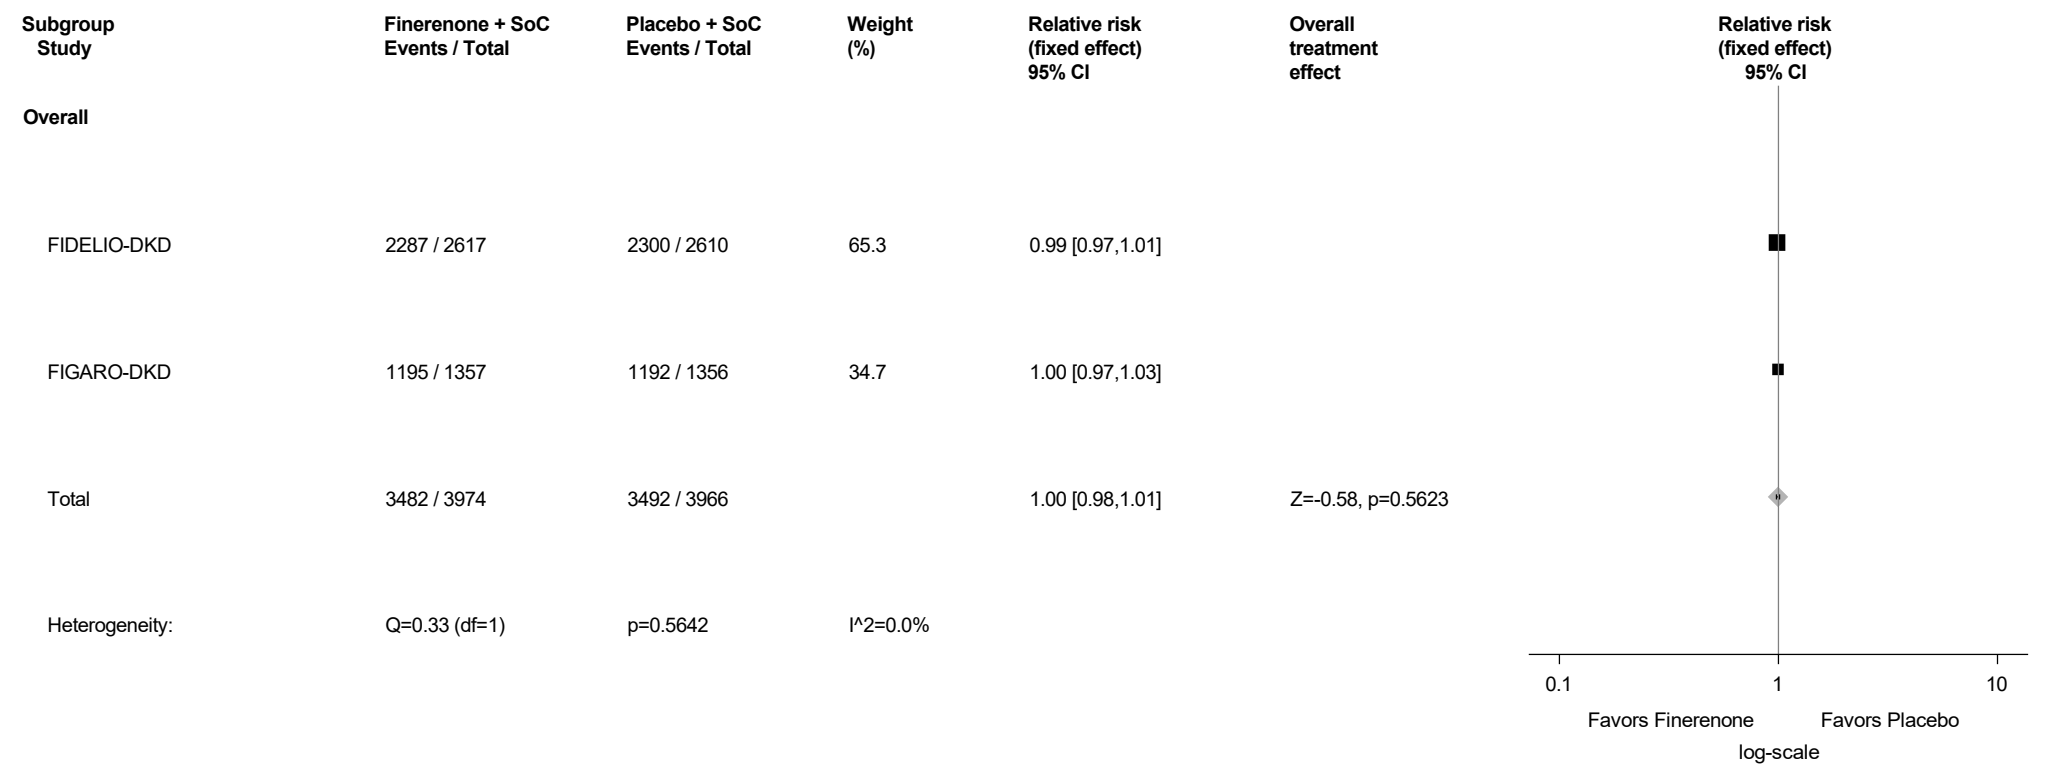 Subgroup Finerenone + SoC Placebo + SoC Weight Relative risk Overall Relative risk
Study Events / Total Events / Total (%) (fixed effect) treatment (fixed effect)
95% CI effect 95% CI
Overall
FIDELIO-DKD 2287 / 2617 2300 / 2610 65.3 0.99 [0.97,1.01]
FIGARO-DKD 1195 / 1357 1192 / 1356 34.7 1.00 [0.97,1.03]
Total 3482 / 3974 3492 / 3966 1.00 [0.98,1.01] Z=-0.58, p=0.5623
Heterogeneity: Q=0.33 (df=1) p=0.5642 I^2=0.0%
0.1 1 10
Favors Finerenone Favors Placebo
log-scale